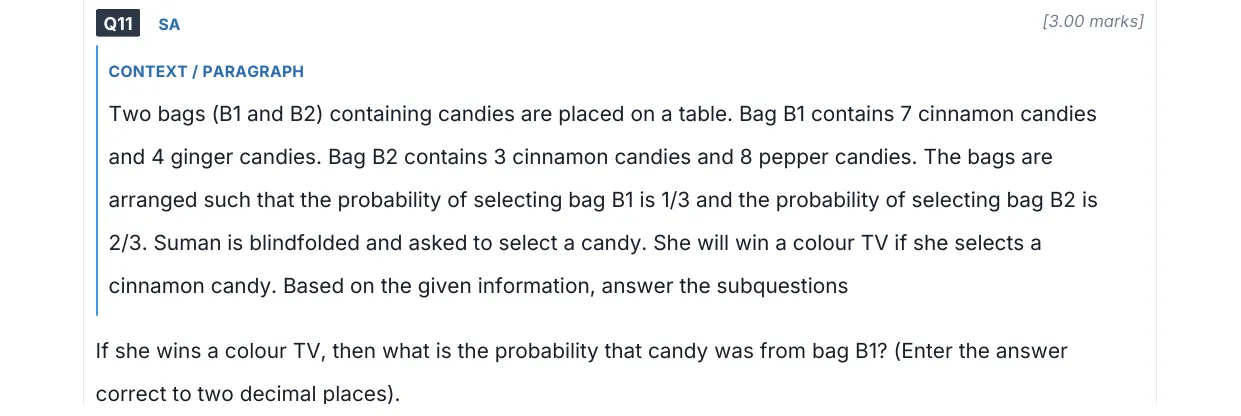 Q11 SA [3.00 marks]
CONTEXT / PARAGRAPH
Two bags (B1 and B2) containing candies are placed on a table. Bag B1 contains 7 cinnamon candies
and 4 ginger candies. Bag B2 contains 3 cinnamon candies and 8 pepper candies. The bags are
arranged such that the probability of selecting bag B1 is 1/3 and the probability of selecting bag B2 is
2/3. Suman is blindfolded and asked to select a candy. She will win a colour TV if she selects a
cinnamon candy. Based on the given information, answer the subquestions
If she wins a colour TV, then what is the probability that candy was from bag B1? (Enter the answer
correct to two decimal places).